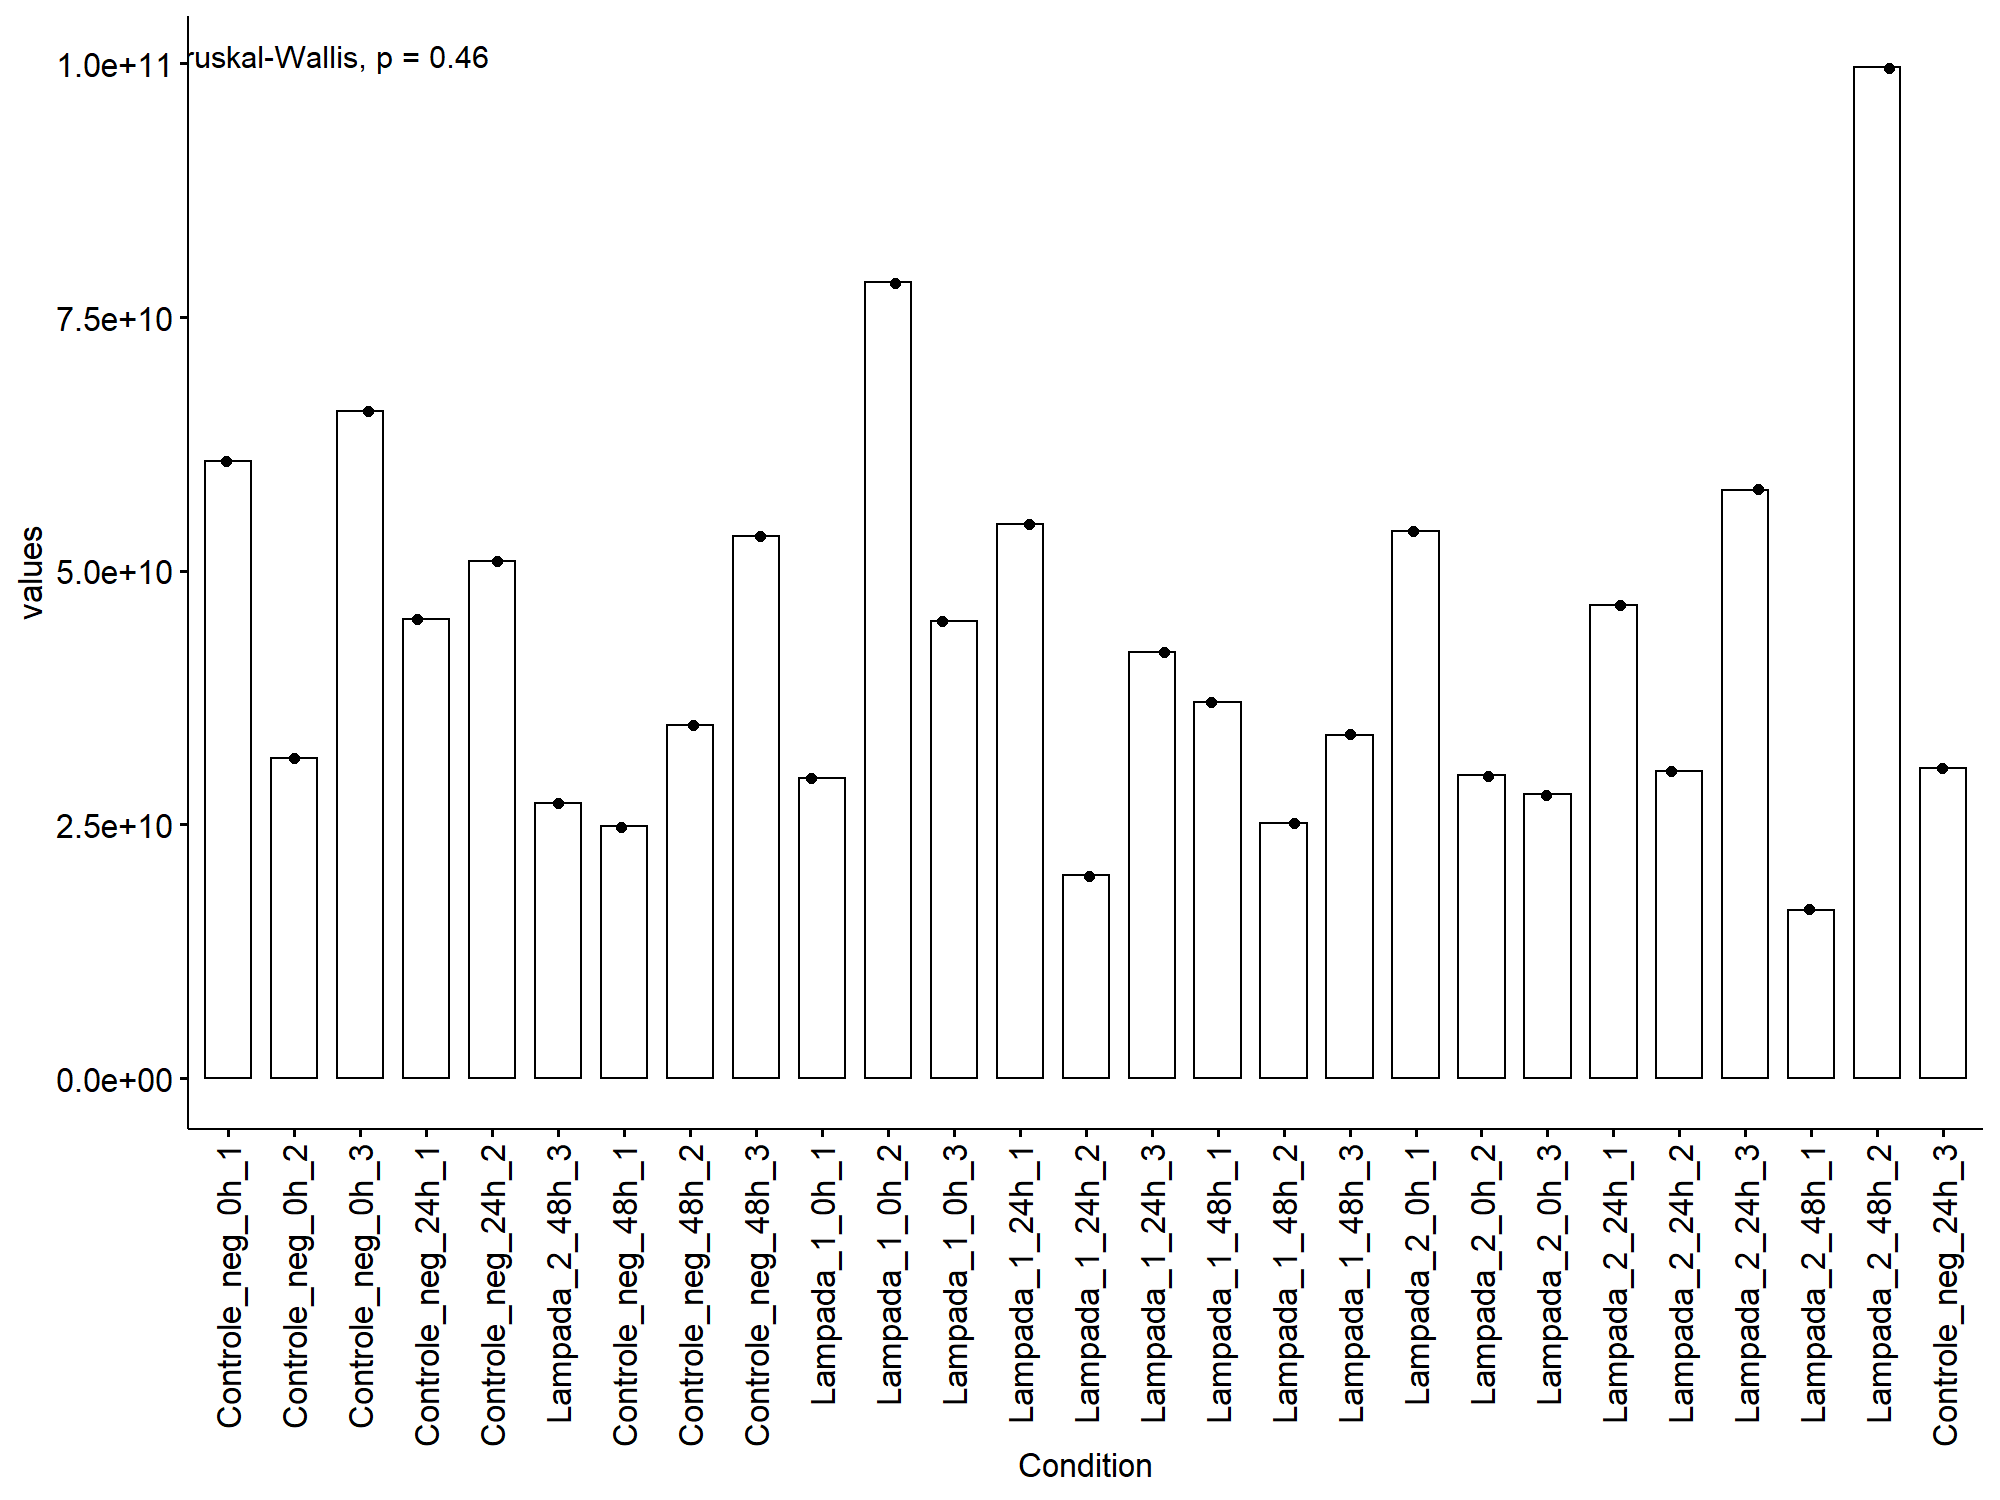 ruskal-Wallis, p = 0.46
1.0e+11
7.5e+10
5.0e+10
2.5e+10
0.0e+00
values
Controle_neg_0h_1
Controle_neg_0h_2
Controle_neg_0h_3
Controle_neg_24h_1
Controle_neg_24h_2
Lampada_2_48h_3
Controle_neg_48h_1
Controle_neg_48h_2
Controle_neg_48h_3
Lampada_1_0h_1
Lampada_1_0h_2
Lampada_1_0h_3
Lampada_1_24h_1
Lampada_1_24h_2
Lampada_1_24h_3
Lampada_1_48h_1
Lampada_1_48h_2
Lampada_1_48h_3
Lampada_2_0h_1
Lampada_2_0h_2
Lampada_2_0h_3
Lampada_2_24h_1
Lampada_2_24h_2
Lampada_2_24h_3
Lampada_2_48h_1
Lampada_2_48h_2
Controle_neg_24h_3
Condition